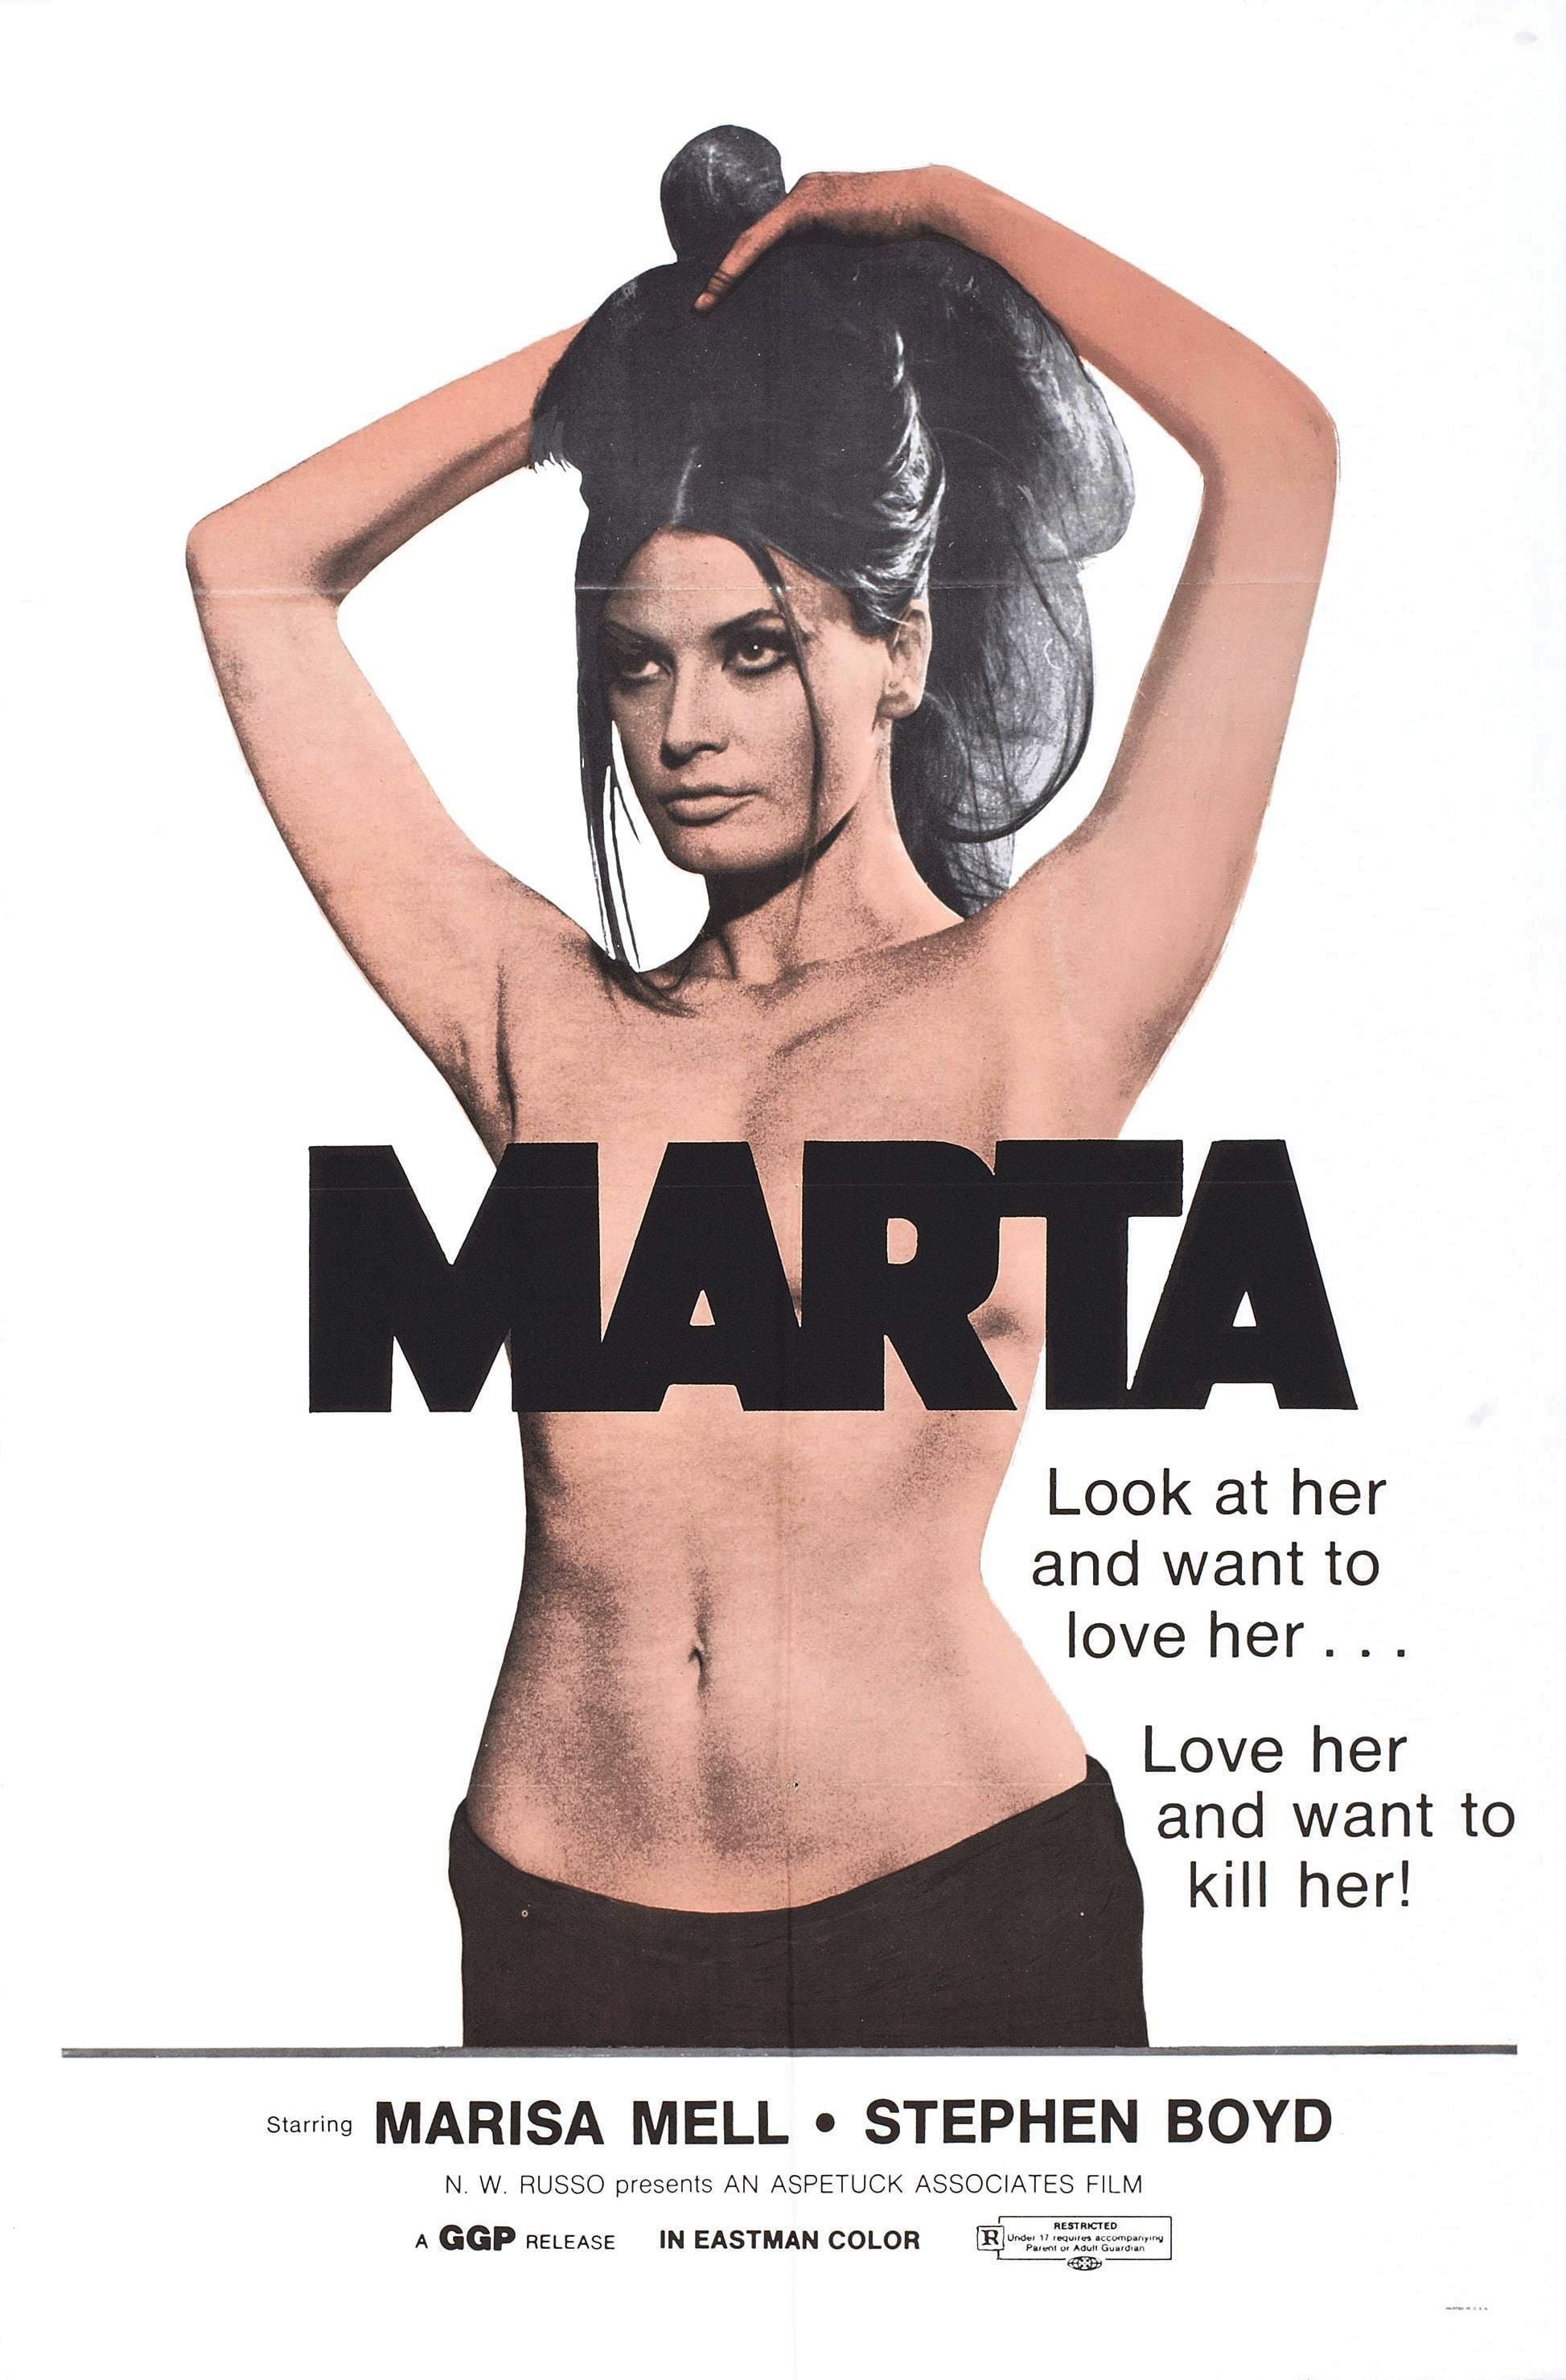 MARTA
Look at her
and want to
love her . . .
Love her
and want to
kill her!
Starring MARISA MELL • STEPHEN BOYD
N. W. RUSSO presents AN ASPETUCK ASSOCIATES FILM
A GGP RELEASE IN EASTMAN COLOR
R RESTRICTED
Under 17 requires accompanying
Parent or Adult Guardian